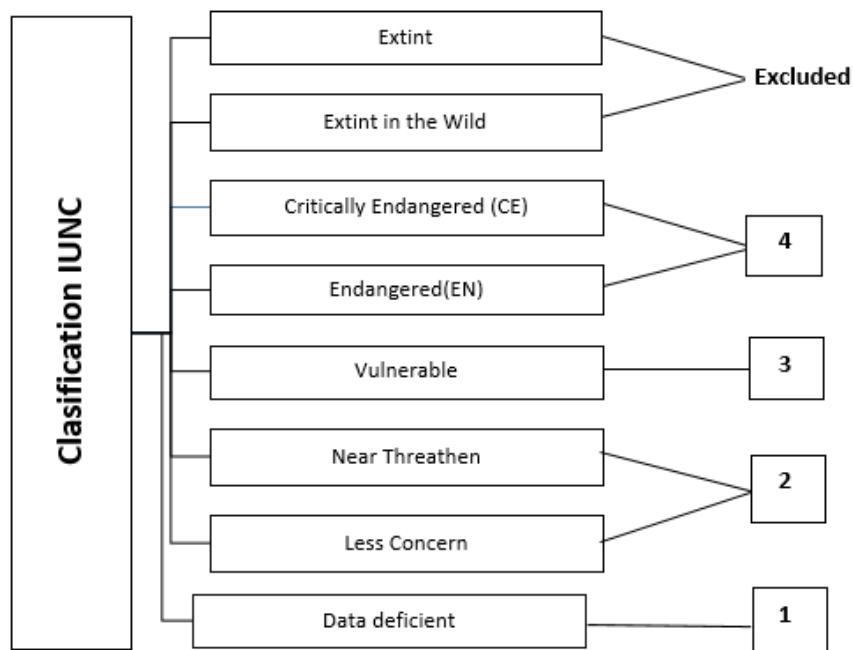 Clasification IUNC
Extint
Excluded
Extint in the Wild
Critically Endangered (CE)
4
Endangered(EN)
Vulnerable
3
Near Threathen
2
Less Concern
Data deficient
1